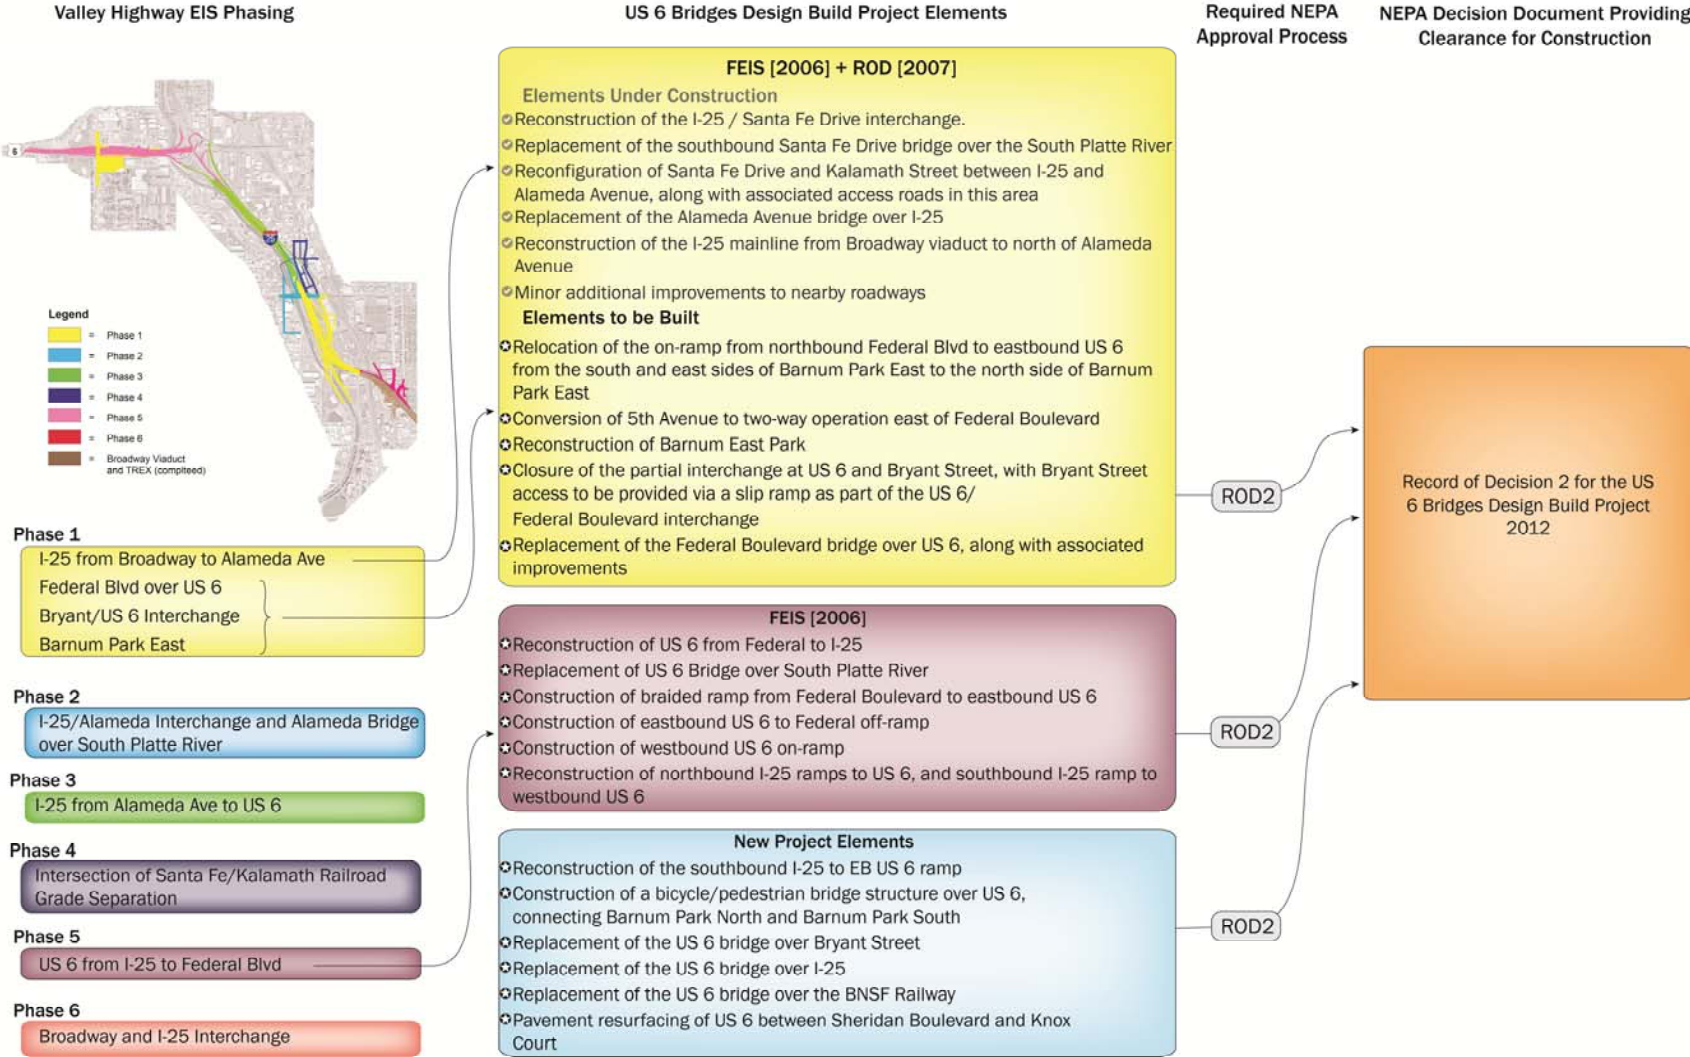 Valley Highway EIS Phasing
US 6 Bridges Design Build Project Elements
Required NEPA
Approval Process
NEPA Decision Document Providing
Clearance for Construction
6
25
Legend
= Phase 1
= Phase 2
= Phase 3
= Phase 4
= Phase 5
= Phase 6
= Broadway Viaduct
and TREX (compiteed)
Phase 1
I-25 from Broadway to Alameda Ave
Federal Blvd over US 6
Bryant/US 6 Interchange
Barnum Park East
Phase 2
I-25/Alameda Interchange and Alameda Bridge
over South Platte River
Phase 3
I-25 from Alameda Ave to US 6
Phase 4
Intersection of Santa Fe/Kalamath Railroad
Grade Separation
Phase 5
US 6 from I-25 to Federal Blvd
Phase 6
Broadway and I-25 Interchange
FEIS [2006] + ROD [2007]
Elements Under Construction
Reconstruction of the I-25 / Santa Fe Drive interchange.
Replacement of the southbound Santa Fe Drive bridge over the South Platte River
Reconfiguration of Santa Fe Drive and Kalamath Street between I-25 and
Alameda Avenue, along with associated access roads in this area
Replacement of the Alameda Avenue bridge over I-25
Reconstruction of the I-25 mainline from Broadway viaduct to north of Alameda
Avenue
Minor additional improvements to nearby roadways
Elements to be Built
Relocation of the on-ramp from northbound Federal Blvd to eastbound US 6
from the south and east sides of Barnum Park East to the north side of Barnum
Park East
Conversion of 5th Avenue to two-way operation east of Federal Boulevard
Reconstruction of Barnum East Park
Closure of the partial interchange at US 6 and Bryant Street, with Bryant Street
access to be provided via a slip ramp as part of the US 6/
Federal Boulevard interchange
Replacement of the Federal Boulevard bridge over US 6, along with associated
improvements
FEIS [2006]
Reconstruction of US 6 from Federal to I-25
Replacement of US 6 Bridge over South Platte River
Construction of braided ramp from Federal Boulevard to eastbound US 6
Construction of eastbound US 6 to Federal off-ramp
Construction of westbound US 6 on-ramp
Reconstruction of northbound I-25 ramps to US 6, and southbound I-25 ramp to
westbound US 6
New Project Elements
Reconstruction of the southbound I-25 to EB US 6 ramp
Construction of a bicycle/pedestrian bridge structure over US 6,
connecting Barnum Park North and Barnum Park South
Replacement of the US 6 bridge over Bryant Street
Replacement of the US 6 bridge over I-25
Replacement of the US 6 bridge over the BNSF Railway
Pavement resurfacing of US 6 between Sheridan Boulevard and Knox
Court
ROD2
ROD2
ROD2
Record of Decision 2 for the US
6 Bridges Design Build Project
2012